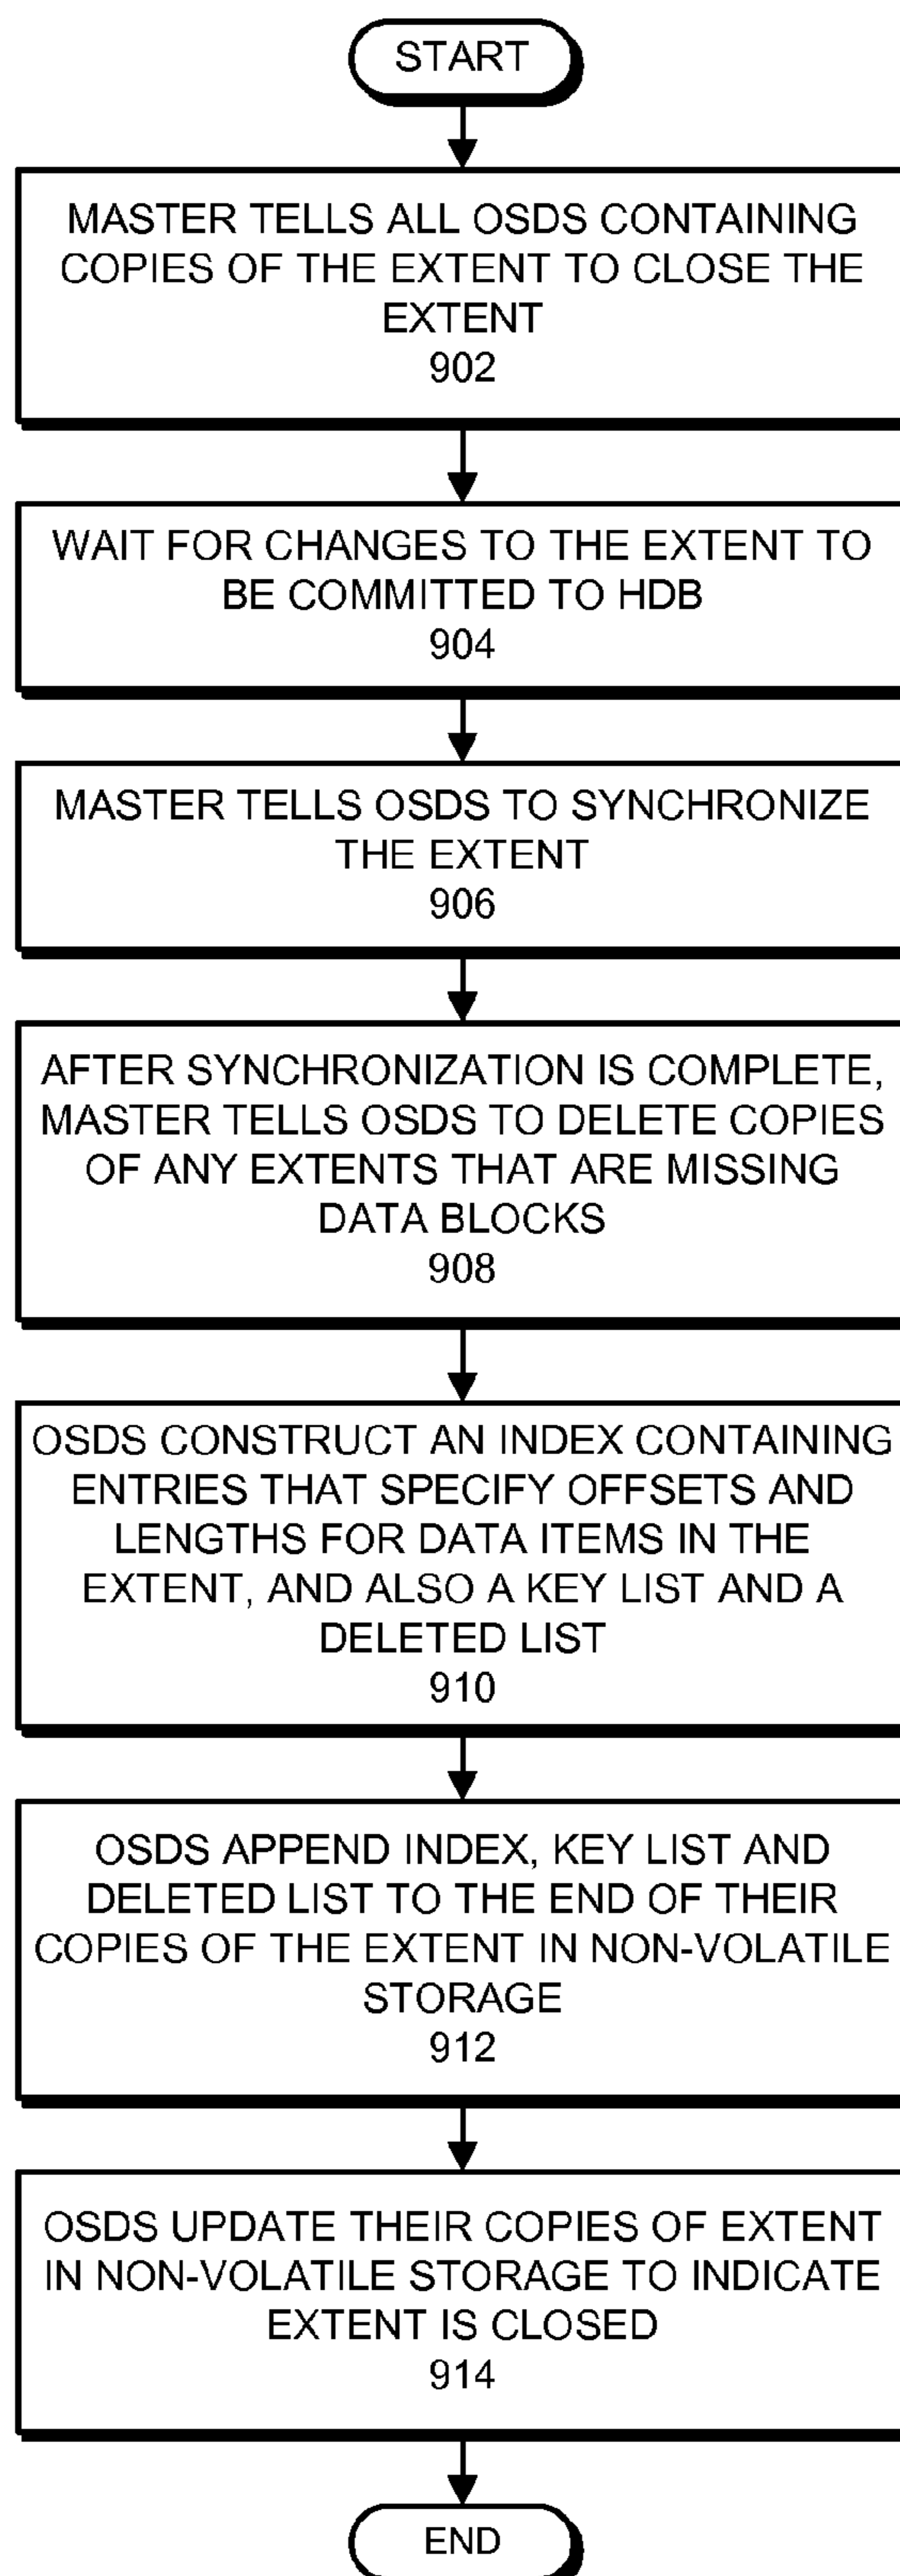 START
MASTER TELLS ALL OSDS CONTAINING
COPIES OF THE EXTENT TO CLOSE THE
EXTENT
902
WAIT FOR CHANGES TO THE EXTENT TO
BE COMMITTED TO HDB
904
MASTER TELLS OSDS TO SYNCHRONIZE
THE EXTENT
906
AFTER SYNCHRONIZATION IS COMPLETE,
MASTER TELLS OSDS TO DELETE COPIES
OF ANY EXTENTS THAT ARE MISSING
DATA BLOCKS
908
OSDS CONSTRUCT AN INDEX CONTAINING
ENTRIES THAT SPECIFY OFFSETS AND
LENGTHS FOR DATA ITEMS IN THE
EXTENT, AND ALSO A KEY LIST AND A
DELETED LIST
910
OSDS APPEND INDEX, KEY LIST AND
DELETED LIST TO THE END OF THEIR
COPIES OF THE EXTENT IN NON-VOLATILE
STORAGE
912
OSDS UPDATE THEIR COPIES OF EXTENT
IN NON-VOLATILE STORAGE TO INDICATE
EXTENT IS CLOSED
914
END